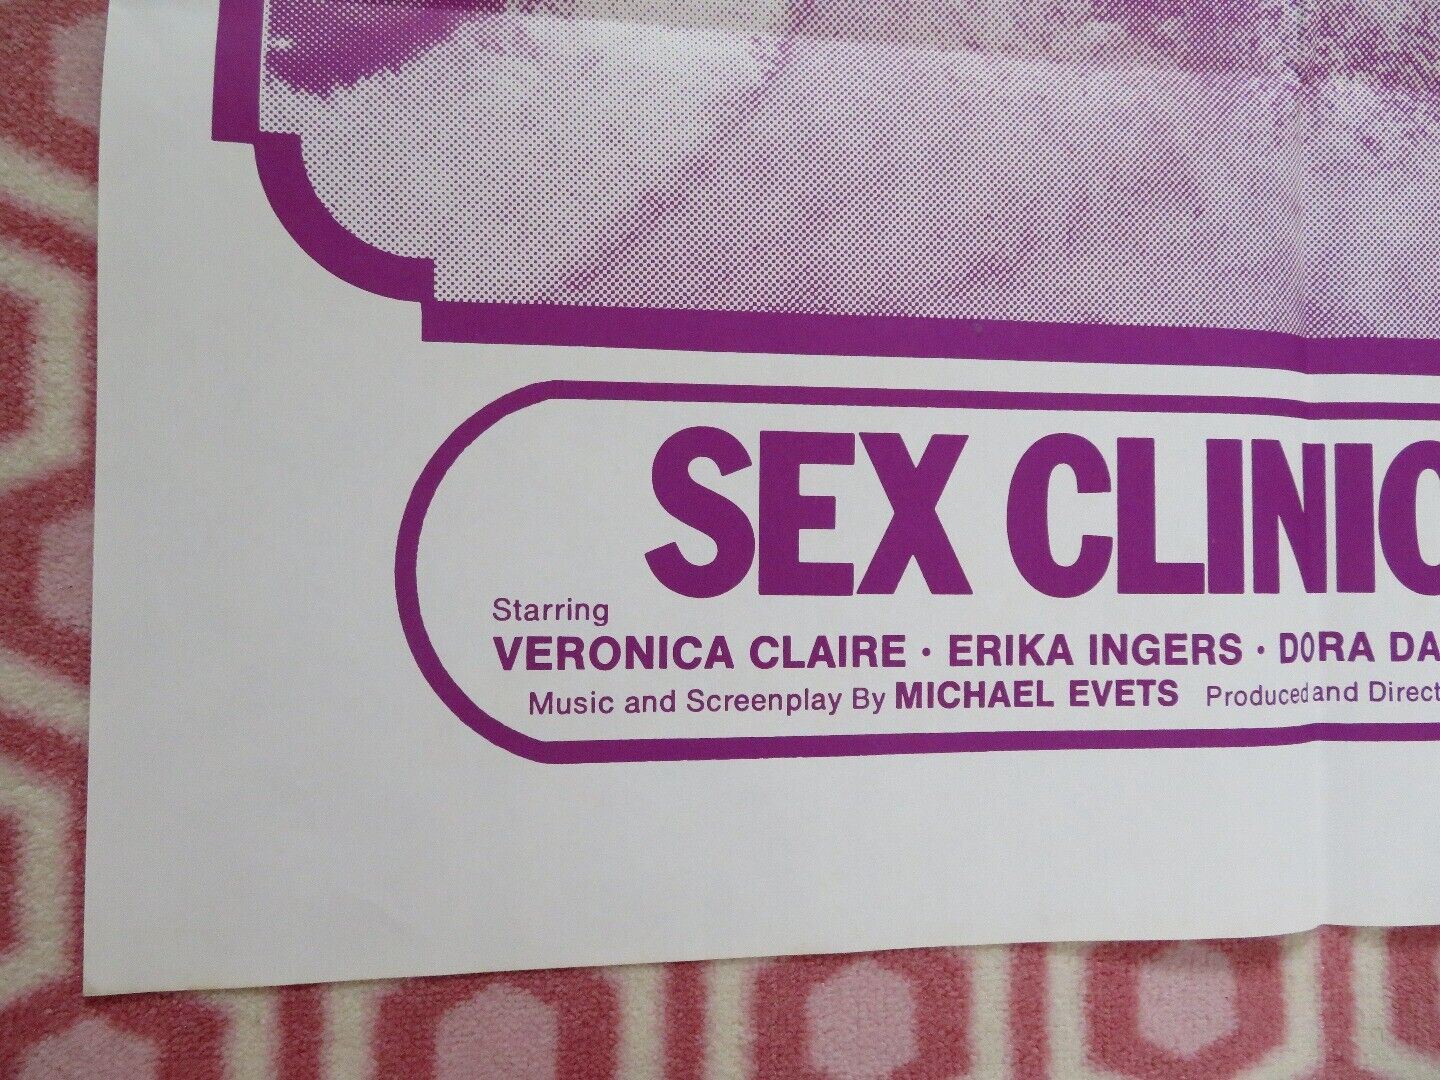 SEX CLINIC
Starring
VERONICA CLAIRE · ERIKA INGERS · DORA DA
Music and Screenplay By MICHAEL EVETS Produced and Direct